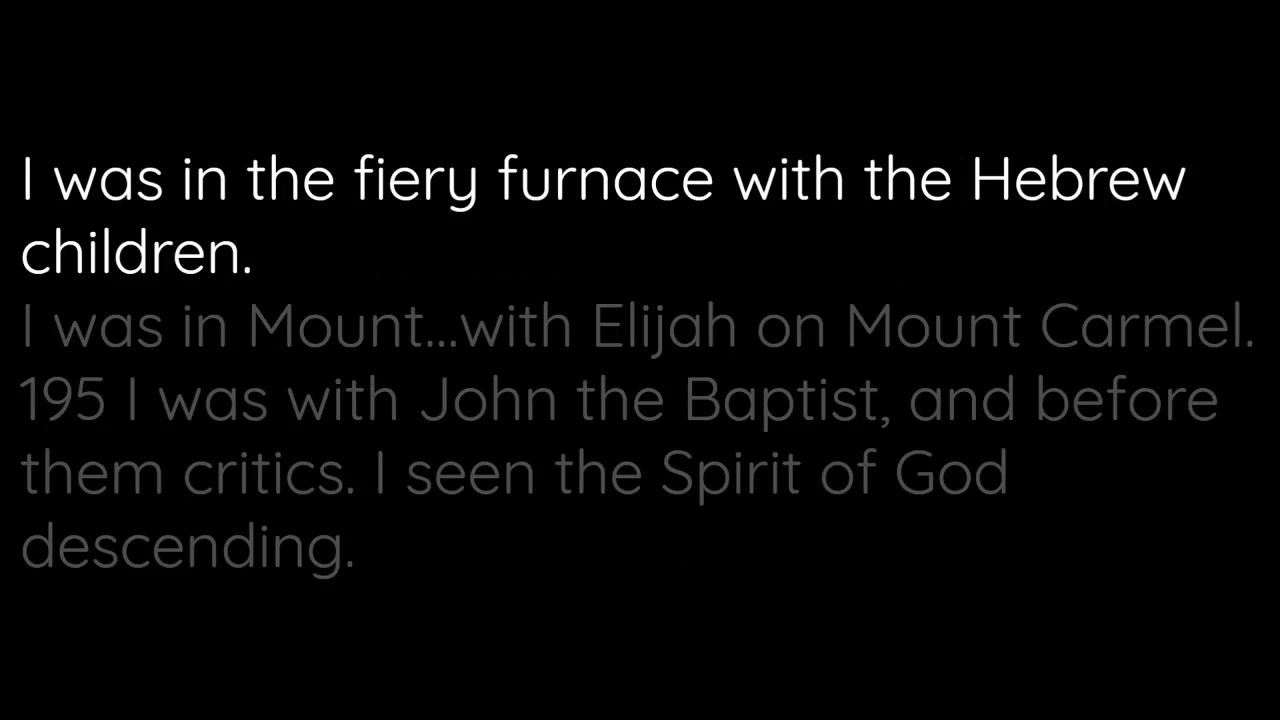 I was in the fiery furnace with the Hebrew
children.
I was in Mount...with Elijah on Mount Carmel.
195 I was with John the Baptist, and before
them critics. I seen the Spirit of God
descending.